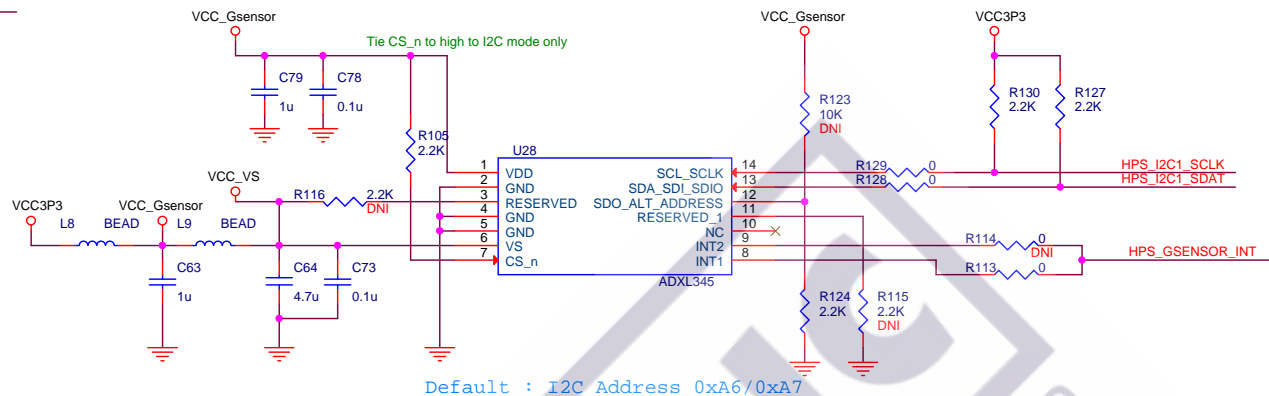 VCC_Gsensor
VCC_Gsensor
VCC3P3
Tie CS_n to high to I2C mode only
C79
1u
C78
0.1u
R105
2.2K
R123
10K
DNI
R130
2.2K
R127
2.2K
U28
VCC_VS
R116
2.2K
DNI
VCC3P3
L8
BEAD
VCC_Gsensor
L9
BEAD
C63
1u
C64
4.7u
C73
0.1u
1
VDD
2
GND
3
RESERVED
4
GND
5
GND
6
VS
7
CS_n
SCL_SCLK
14
SDA_SDI_SDIO
13
SDO_ALT_ADDRESS
12
RESERVED_1
11
NC
10
INT2
9
INT1
8
ADXL345
R129
0
R128
0
HPS_I2C1_SCLK
HPS_I2C1_SDAT
R114
0
DNI
R113
0
HPS_GSENSOR_INT
R124
2.2K
R115
2.2K
DNI
Default : I2C Address 0xA6/0xA7